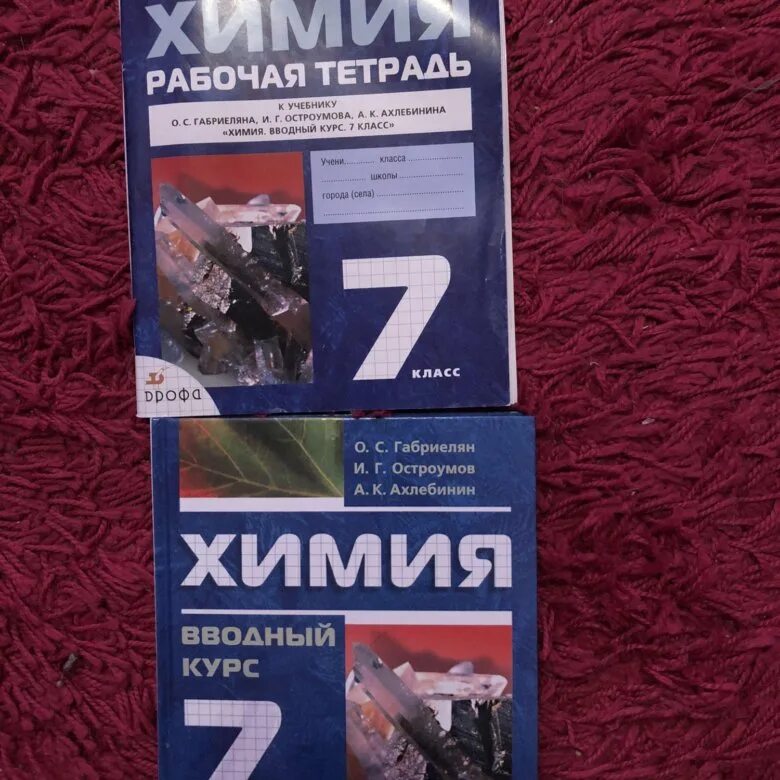 ХИМИЯ
РАБОЧАЯ ТЕТРАДЬ
К УЧЕБНИКУ
О. С. ГАБРИЕЛЯНА, И. Г. ОСТРОУМОВА, А. К. АХЛЕБИНИНА
«ХИМИЯ. ВВОДНЫЙ КУРС. 7 КЛАСС»
Учени........... класса ..................
.................. школы ..................
города (села) ..................
..................
7
КЛАСС
ДРОФА
О. С. Габриелян
И. Г. Остроумов
А. К. Ахлебинин
ХИМИЯ
ВВОДНЫЙ
КУРС
7